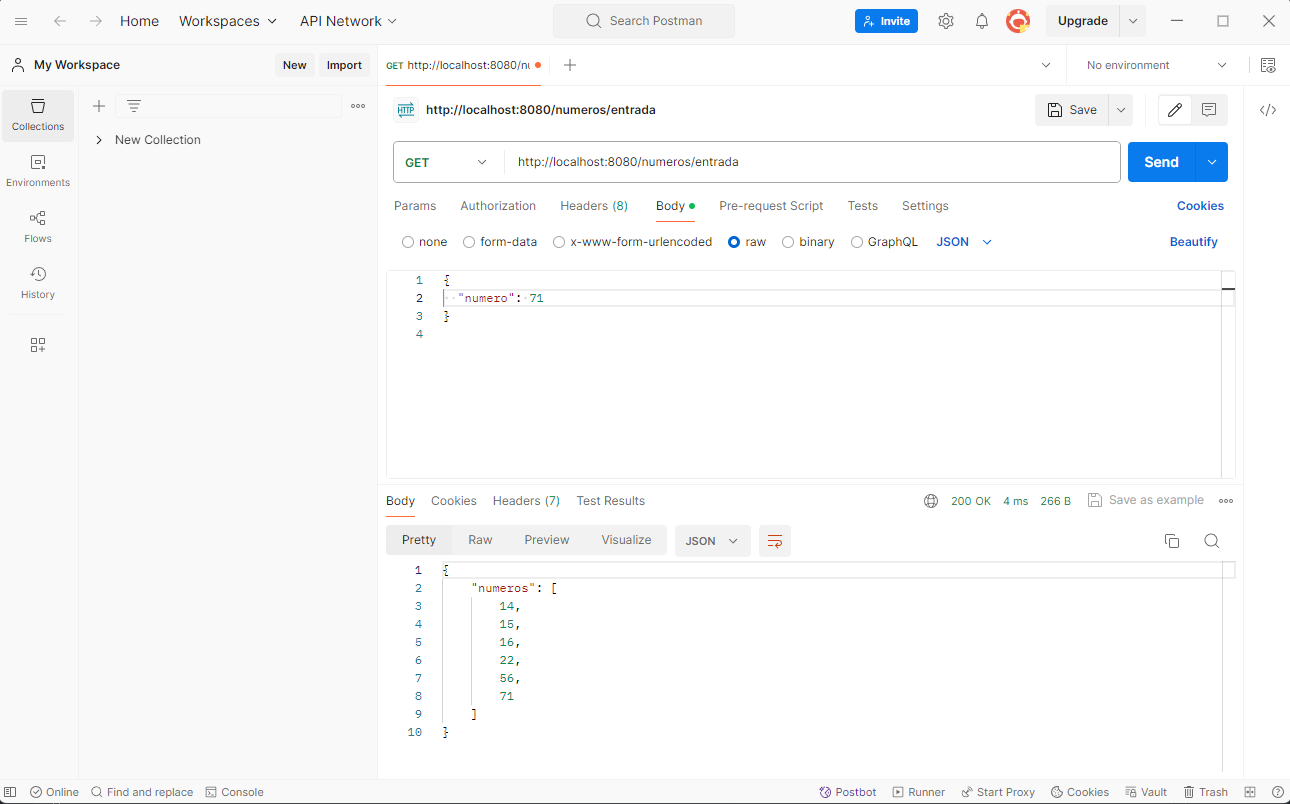 Home Workspaces API Network Search Postman Invite Upgrade
My Workspace New Import GET http://localhost:8080/nu No environment
HTTP http://localhost:8080/numeros/entrada Save
Collections
New Collection
Environments
Flows
History
GET http://localhost:8080/numeros/entrada Send
Params Authorization Headers (8) Body Pre-request Script Tests Settings Cookies
none form-data x-www-form-urlencoded raw binary GraphQL JSON Beautify
1 {
2 "numero": 71
3 }
4
Body Cookies Headers (7) Test Results 200 OK 4 ms 266 B Save as example
Pretty Raw Preview Visualize JSON
1 {
2 "numeros": [
3 14,
4 15,
5 16,
6 22,
7 56,
8 71
9 ]
10 }
Online Find and replace Console Postbot Runner Start Proxy Cookies Vault Trash